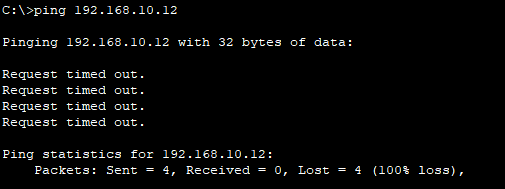 C:\>ping 192.168.10.12
Pinging 192.168.10.12 with 32 bytes of data:
Request timed out.
Request timed out.
Request timed out.
Request timed out.
Ping statistics for 192.168.10.12:
    Packets: Sent = 4, Received = 0, Lost = 4 (100% loss),